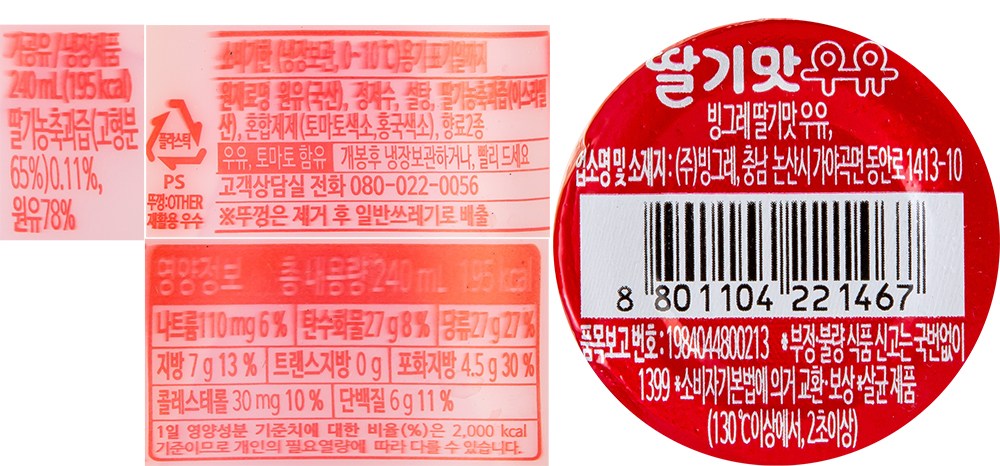 가공유/냉장제품
240mL(195kcal)
딸기농축과즙(고형분
65%)0.11%,
원유78%
플라스틱
PS
뚜껑:OTHER
재활용 우수
소비기한 (냉장보관, 0~10℃)용기 표기일까지
원재료명 원유(국산), 정제수, 설탕, 딸기농축과즙(이스라엘
산), 혼합제제(토마토색소, 홍국색소), 향료2종
우유, 토마토 함유 개봉후 냉장보관하거나, 빨리 드세요
고객상담실 전화 080-022-0056
※뚜껑은 제거 후 일반쓰레기로 배출
영양정보 총 내용량 240 mL 195 kcal
나트륨 110 mg 6 % 탄수화물 27 g 8 % 당류 27 g 27 %
지방 7 g 13 % 트랜스지방 0 g 포화지방 4.5 g 30 %
콜레스테롤 30 mg 10 % 단백질 6 g 11 %
1일 영양성분 기준치에 대한 비율(%)은 2,000 kcal
기준이므로 개인의 필요열량에 따라 다를 수 있습니다.
딸기맛우유
빙그레 딸기맛 우유,
업소명 및 소재지 : (주)빙그레, 충남 논산시 가야곡면 동안로 1413-10
8 801104 221467
품목보고번호 : 1984044800213 *부정·불량 식품 신고는 국번없이
1399 *소비자기본법에 의거 교환·보상 *살균 제품
(130℃이상에서, 2초이상)